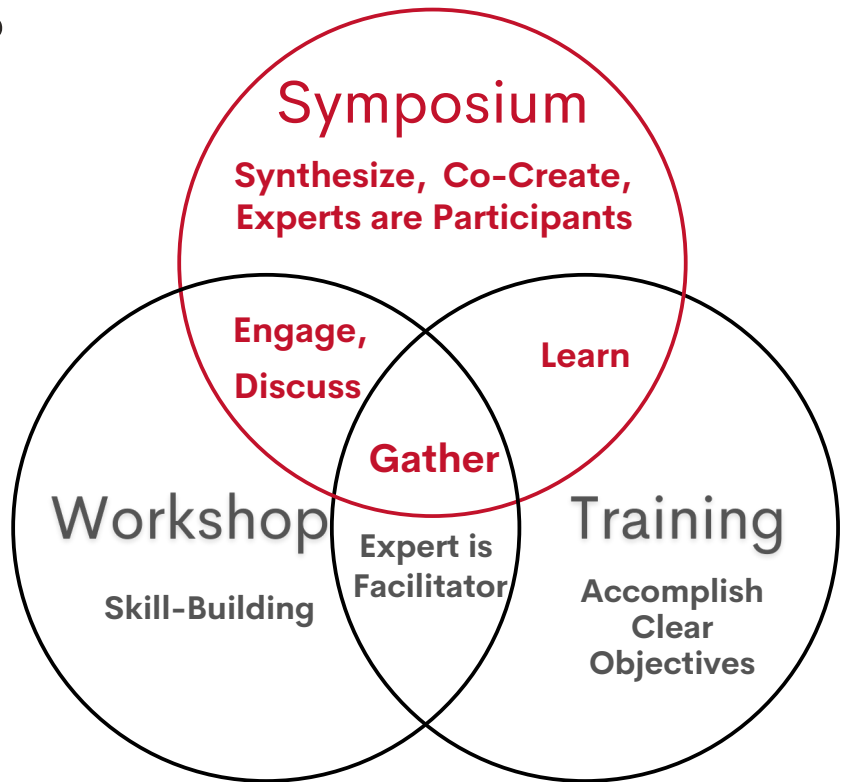 Symposium
Synthesize, Co-Create,
Experts are Participants
Engage,
Discuss
Learn
Gather
Workshop
Skill-Building
Expert is
Facilitator
Training
Accomplish
Clear
Objectives